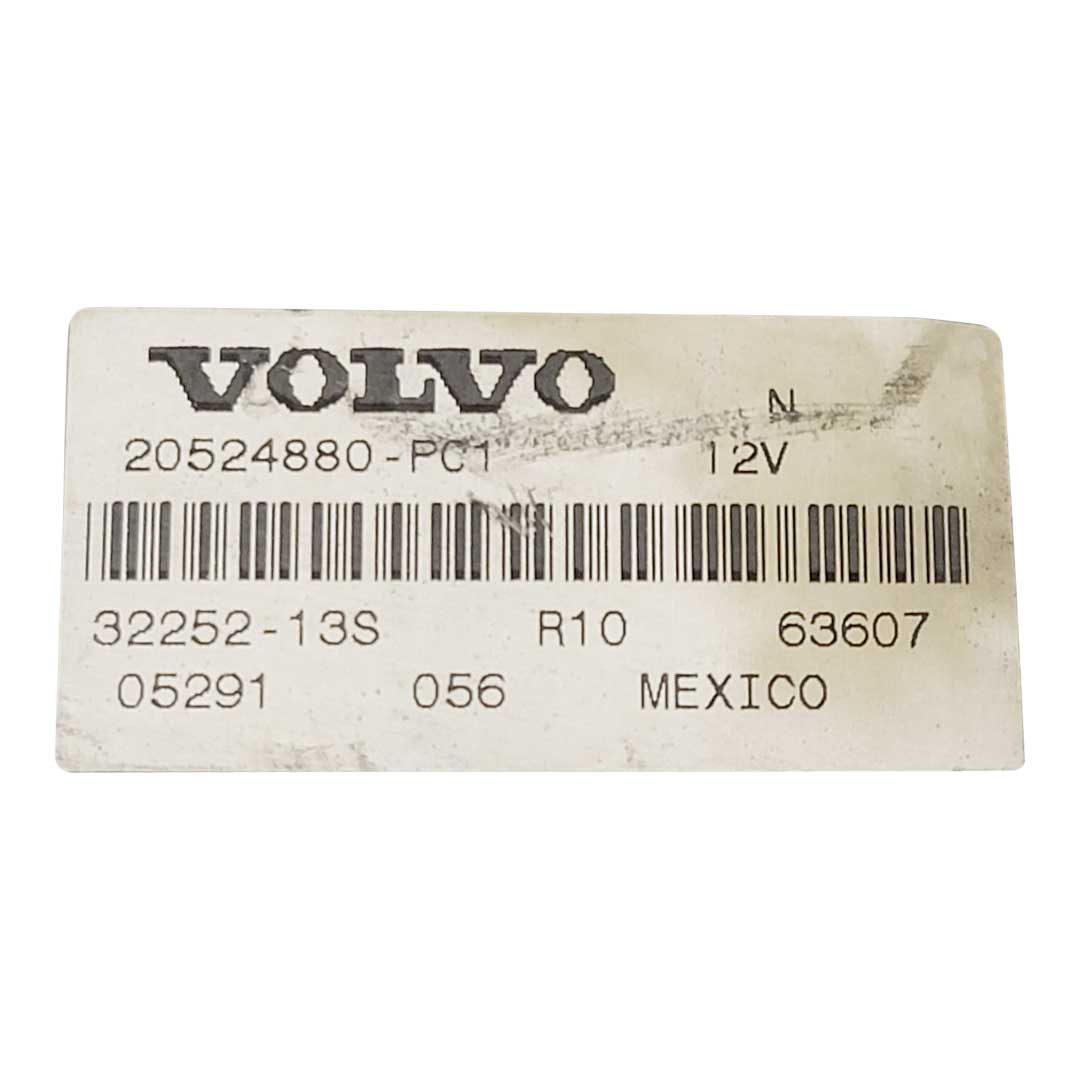 VOLVO N
20524880-PC1 12V
32252-13S R10 63607
05291 056 MEXICO